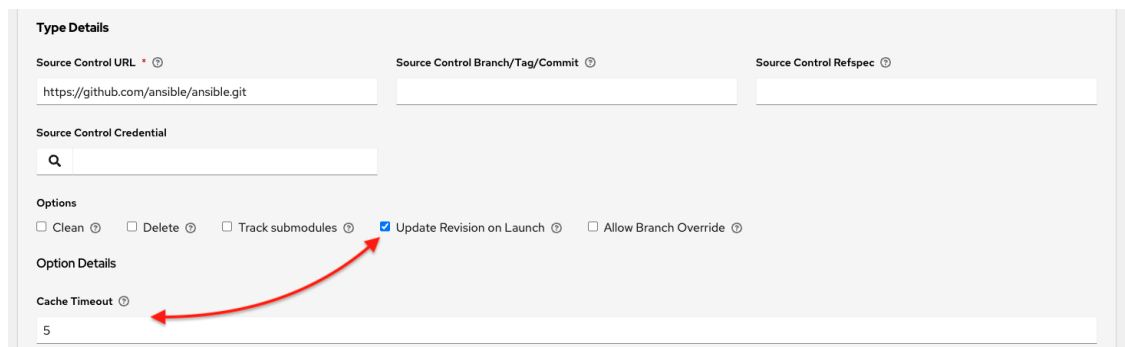 Type Details
Source Control URL * Source Control Branch/Tag/Commit Source Control Refspec
https://github.com/ansible/ansible.git
Source Control Credential
Options
Clean Delete Track submodules Update Revision on Launch Allow Branch Override
Option Details
Cache Timeout
5